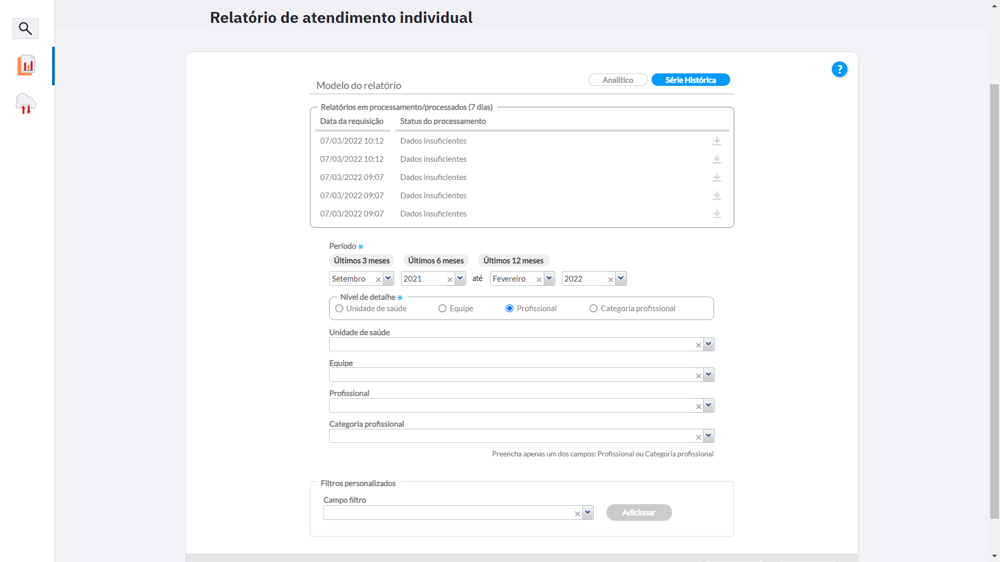 Relatório de atendimento individual
?
Modelo do relatório
Analítico
Série Histórica
Relatórios em processamento/processados (7 dias)
Data da requisição Status do processamento
07/03/2022 10:12 Dados insuficientes
07/03/2022 10:12 Dados insuficientes
07/03/2022 09:07 Dados insuficientes
07/03/2022 09:07 Dados insuficientes
07/03/2022 09:07 Dados insuficientes
Período *
Últimos 3 meses Últimos 6 meses Últimos 12 meses
Setembro 2021 até Fevereiro 2022
Nível de detalhe *
Unidade de saúde Equipe Profissional Categoria profissional
Unidade de saúde
Equipe
Profissional
Categoria profissional
Preencha apenas um dos campos: Profissional ou Categoria profissional
Filtros personalizados
Campo filtro
Adicionar